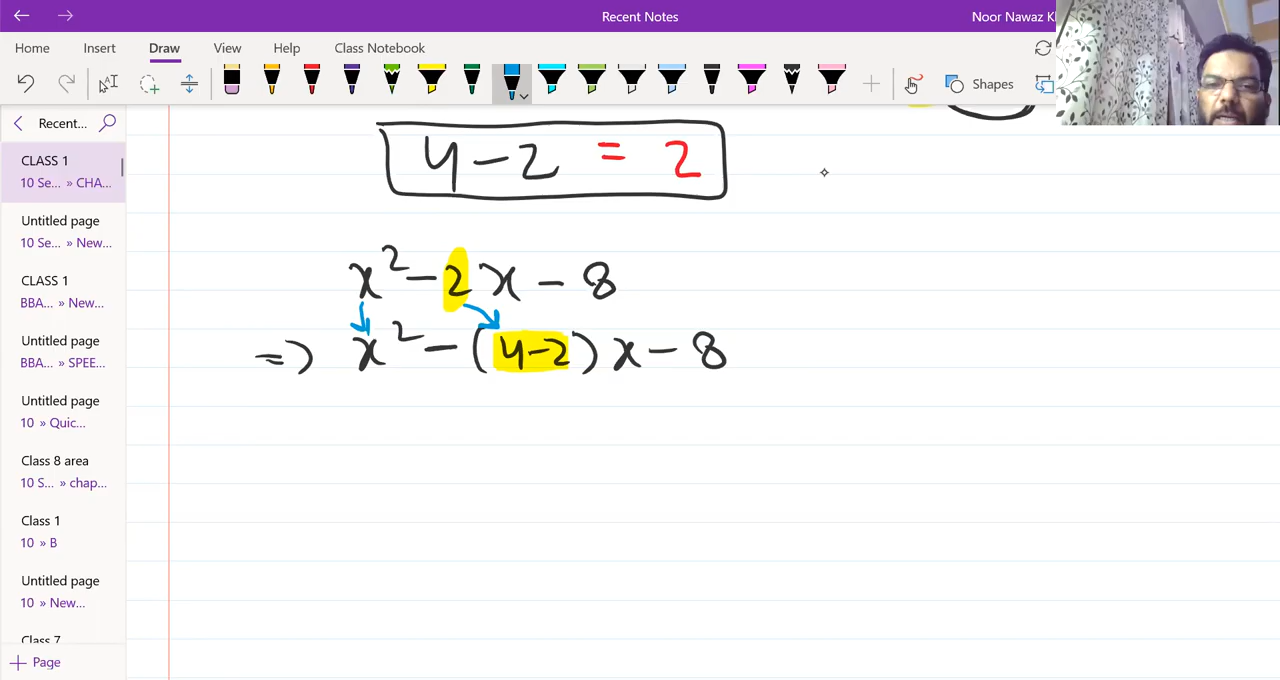 Recent Notes
Noor Nawaz Kh
Home Insert Draw View Help Class Notebook
Shapes
Recent...
CLASS 1
10 Se... » CHA...
Untitled page
10 Se... » New...
CLASS 1
BBA... » New...
Untitled page
BBA... » SPEE...
Untitled page
10 » Quic...
Class 8 area
10 S... » chap...
Class 1
10 » B
Untitled page
10 » New...
Class 7
Page
4 - 2 = 2
x² - 2x - 8
=> x² - (4-2)x - 8